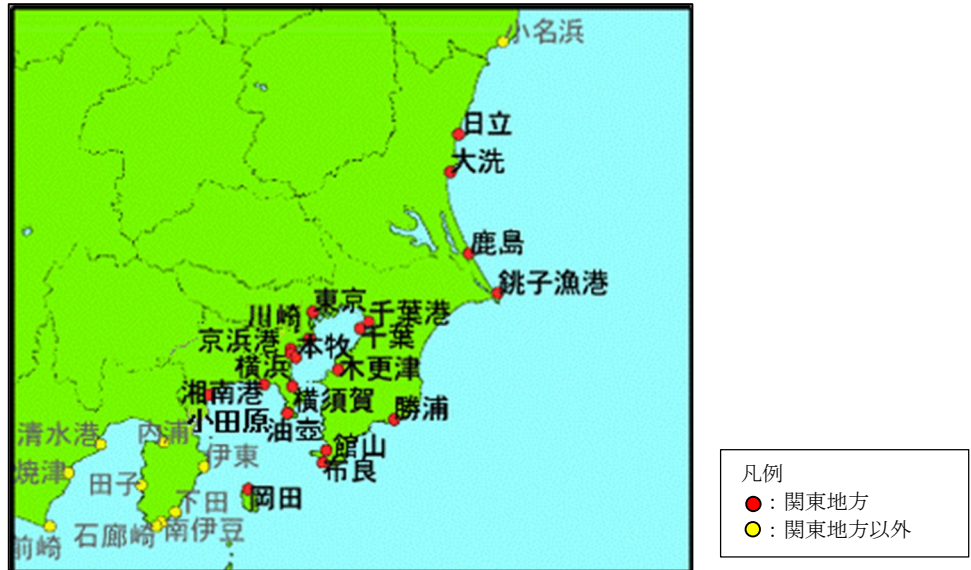 小名浜
日立
大洗
鹿島
銚子漁港
東京
川崎
千葉港
千葉
京浜港
本牧
横浜
木更津
湘南港
横須賀
小田原
油壺
勝浦
清水港
内浦
伊東
館山
布良
焼津
田子
下田
岡田
石廊崎
南伊豆
前崎
凡例
：関東地方
：関東地方以外